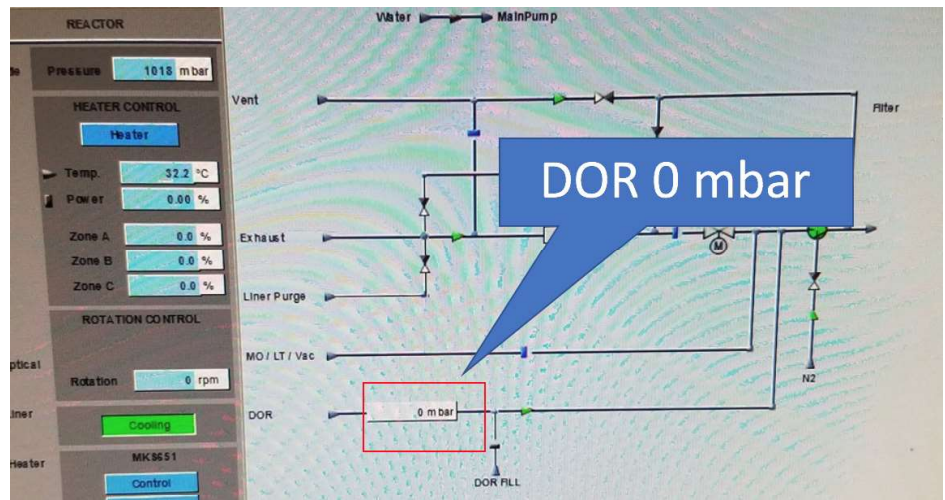 REACTOR
Pressure 1018 mbar
HEATER CONTROL
Heater
Temp. 32.2 °C
Power 0.00 %
Zone A 0.0 %
Zone B 0.0 %
Zone C 0.0 %
ROTATION CONTROL
Rotation 0 rpm
Cooling
MKS651
Control
Heater
Water MainPump
Vent
Filter
DOR 0 mbar
Exhaust
M
Liner Purge
MO / LT / Vac
N2
DOR 0 mbar
DOR FILL